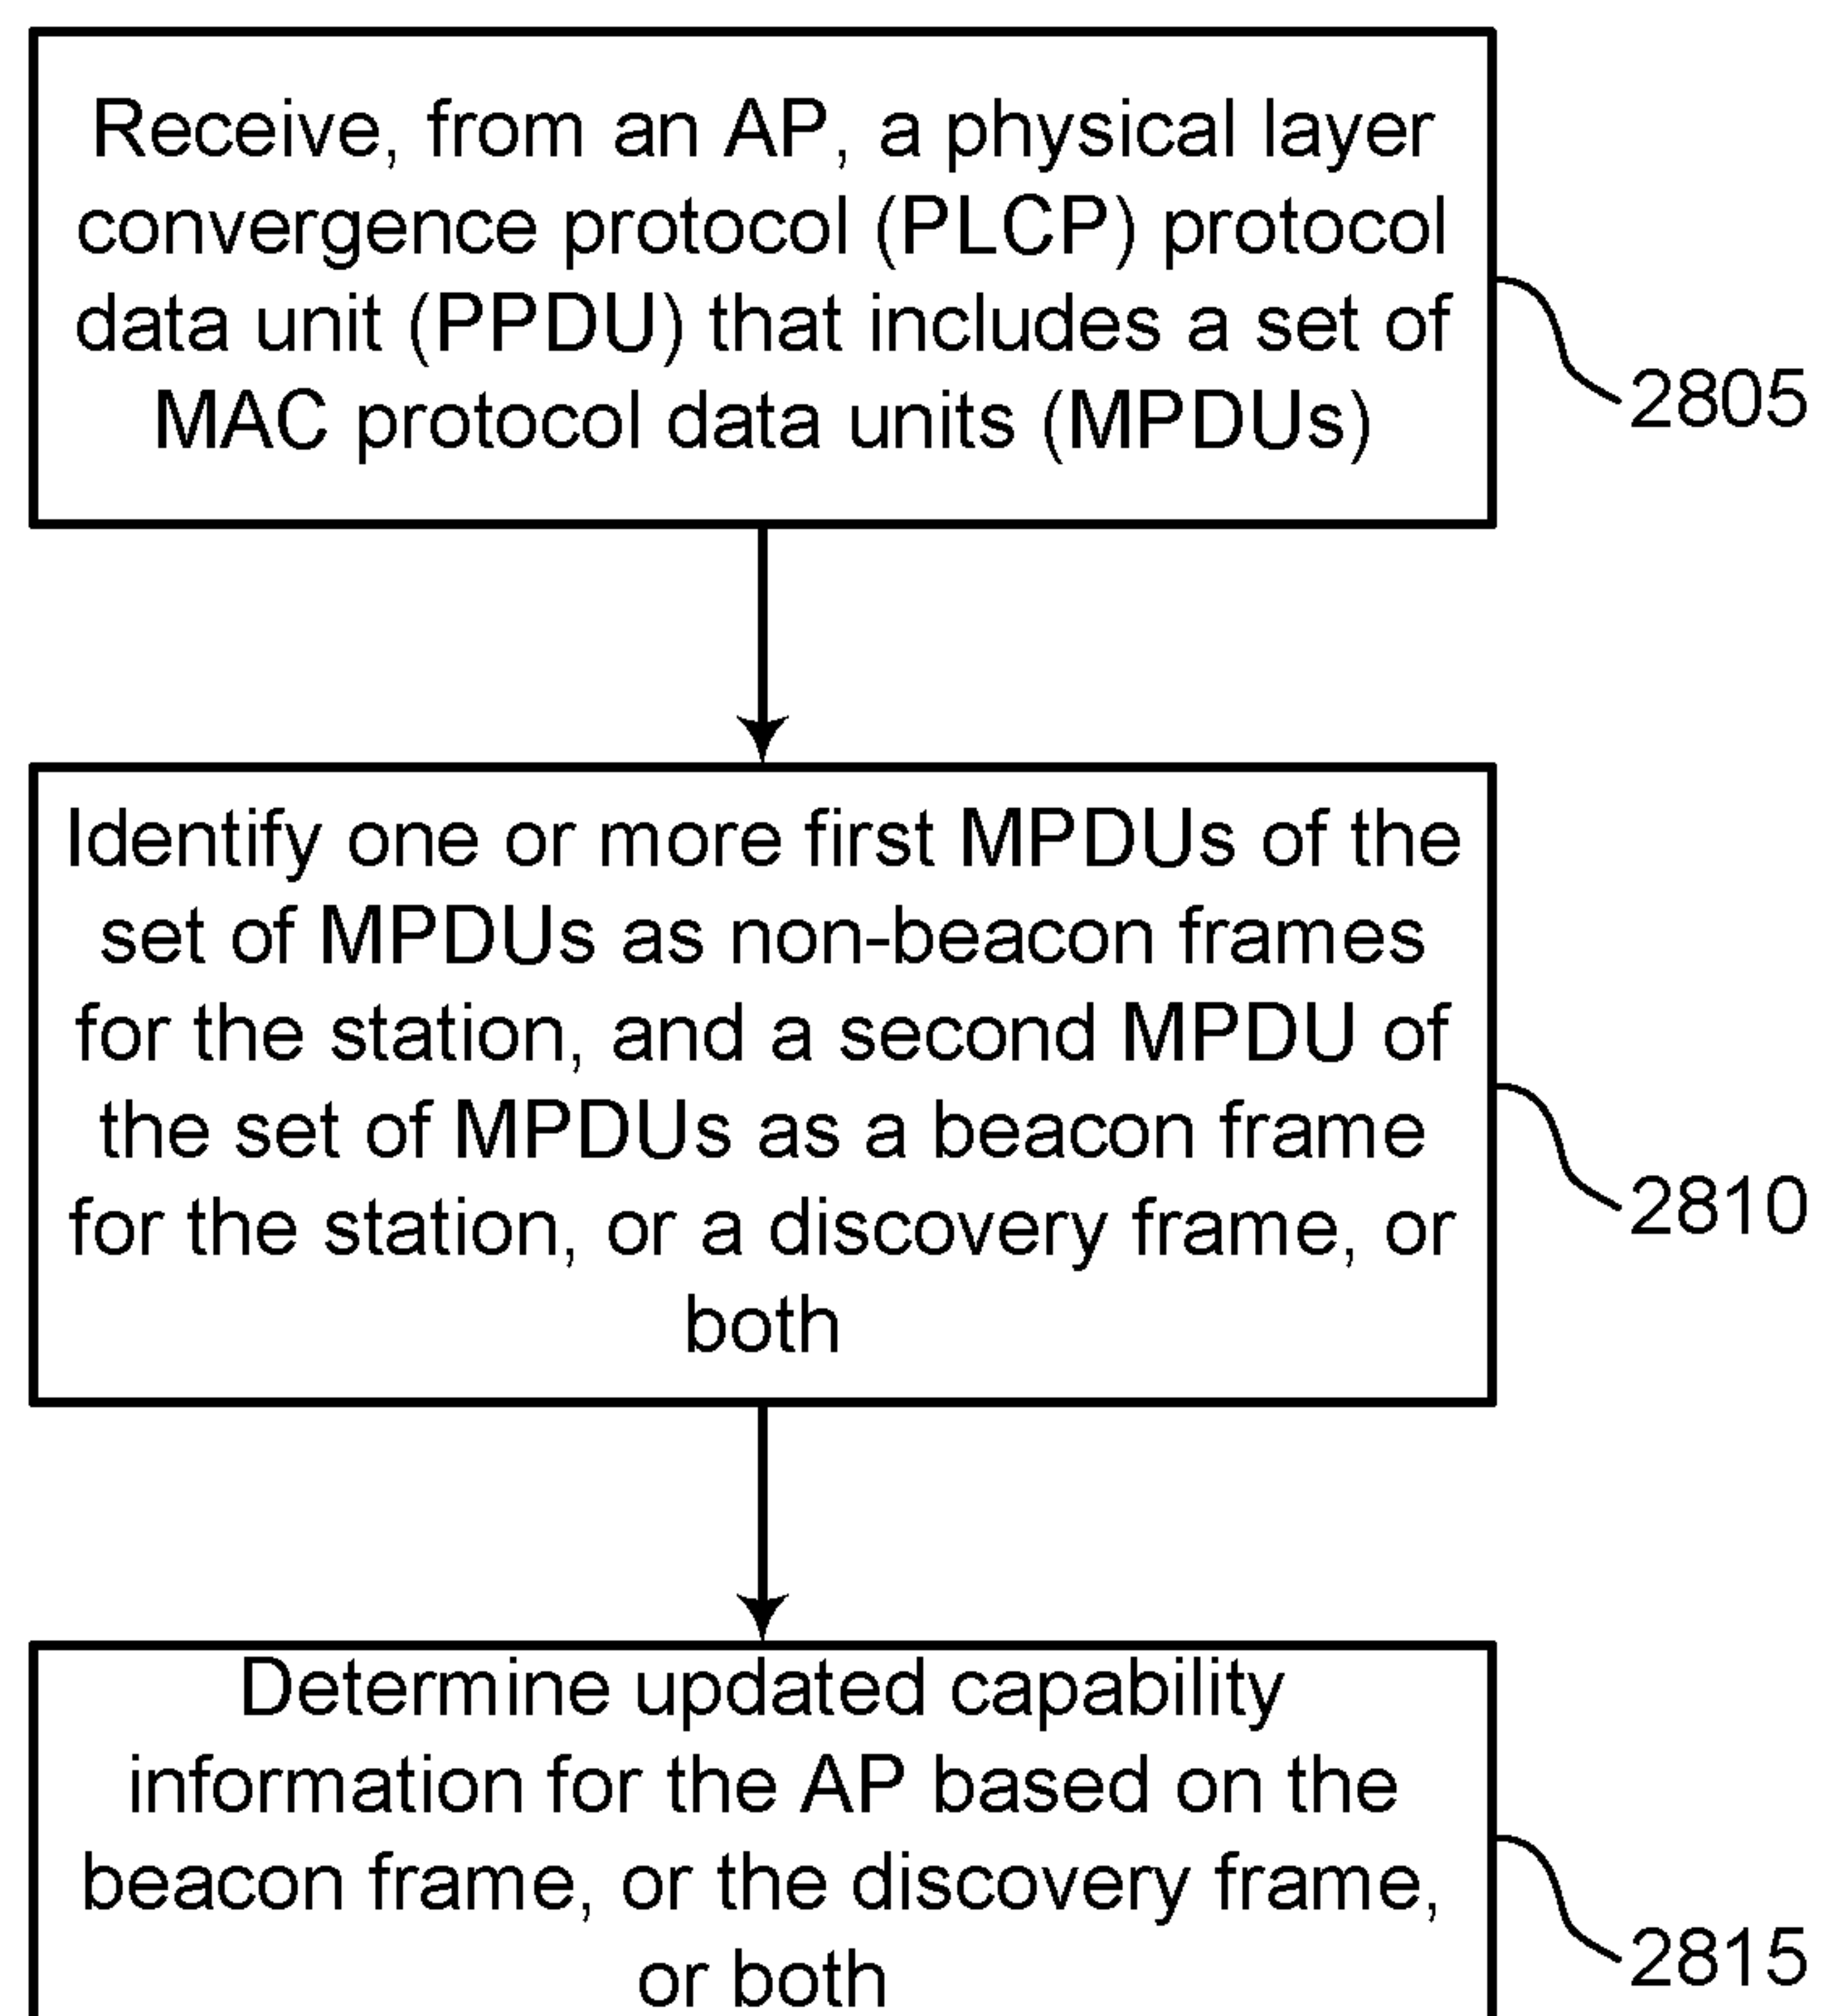 Receive, from an AP, a physical layer
convergence protocol (PLCP) protocol
data unit (PPDU) that includes a set of
MAC protocol data units (MPDUs)
2805
Identify one or more first MPDUs of the
set of MPDUs as non-beacon frames
for the station, and a second MPDU of
the set of MPDUs as a beacon frame
for the station, or a discovery frame, or
both
2810
Determine updated capability
information for the AP based on the
beacon frame, or the discovery frame,
or both
2815